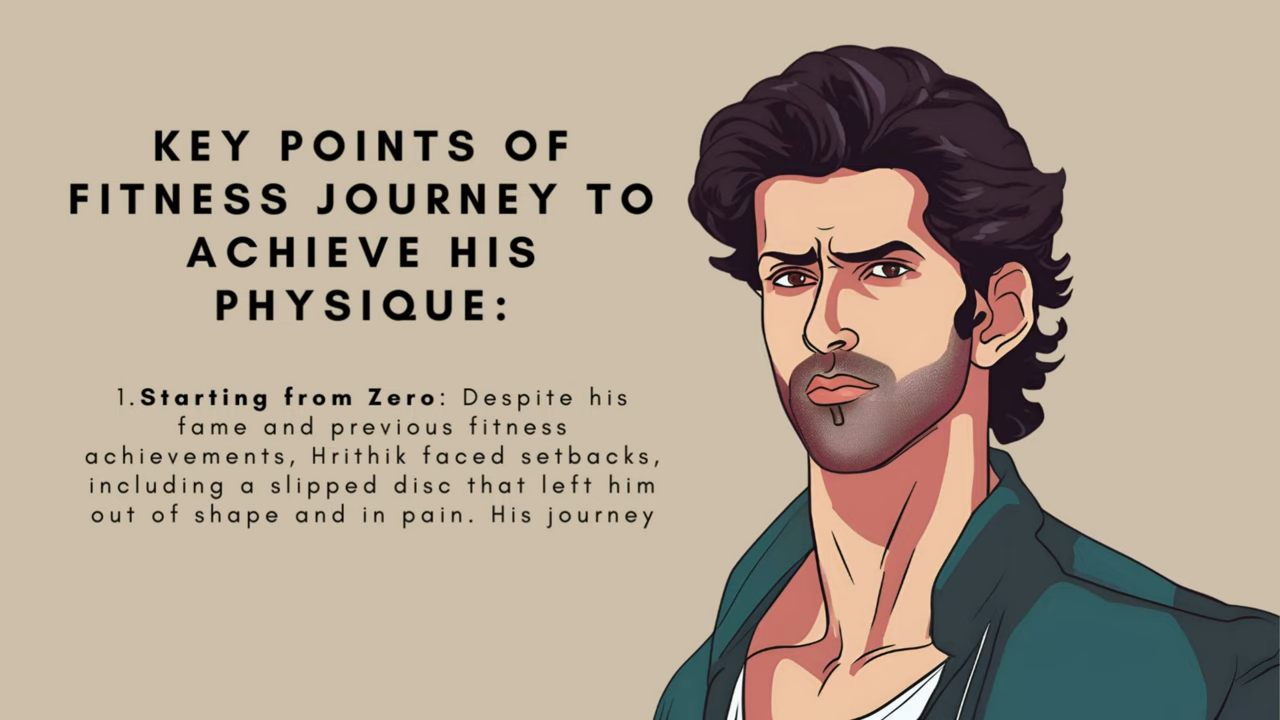 KEY POINTS OF
FITNESS JOURNEY TO
ACHIEVE HIS
PHYSIQUE:
1.Starting from Zero: Despite his
fame and previous fitness
achievements, Hrithik faced setbacks,
including a slipped disc that left him
out of shape and in pain. His journey